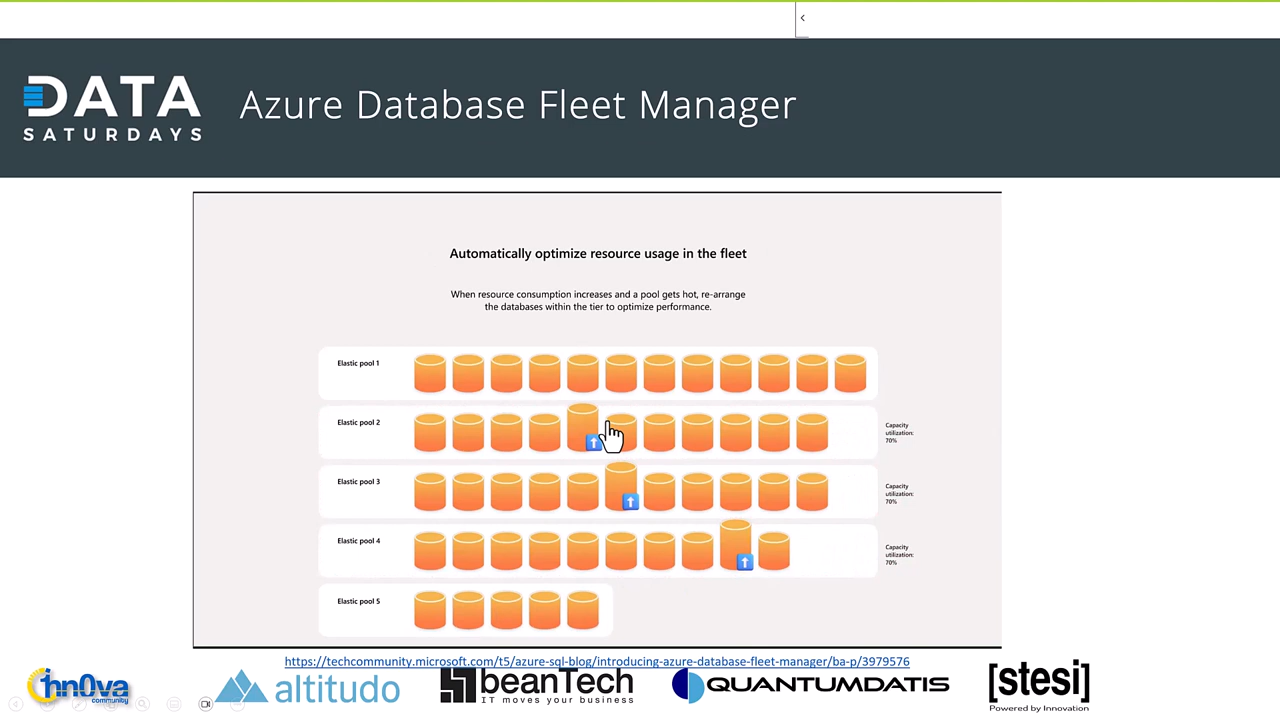 DATA
SATURDAYS
Azure Database Fleet Manager
Automatically optimize resource usage in the fleet
When resource consumption increases and a pool gets hot, re-arrange
the databases within the tier to optimize performance.
Elastic pool 1
Elastic pool 2
Capacity
utilization:
70%
Elastic pool 3
Capacity
utilization:
70%
Elastic pool 4
Capacity
utilization:
70%
Elastic pool 5
https://techcommunity.microsoft.com/t5/azure-sql-blog/introducing-azure-database-fleet-manager/ba-p/3979576
1nn0va
community
altitudo
beanTech
IT moves your business
QUANTUMDATIS
[stesi]
Powered by Innovation